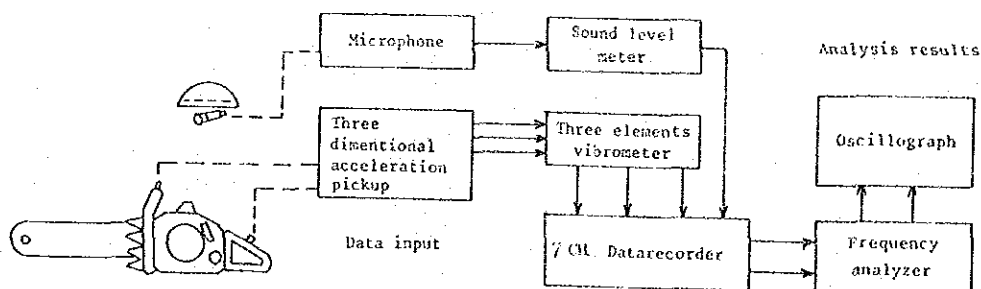 Microphone
Sound level
meter
Analysis results
Three
dimentional
acceleration
pickup
Three elements
vibrometer
Oscillograph
Data input
7 CH. Datarecorder
Frequency
analyzer